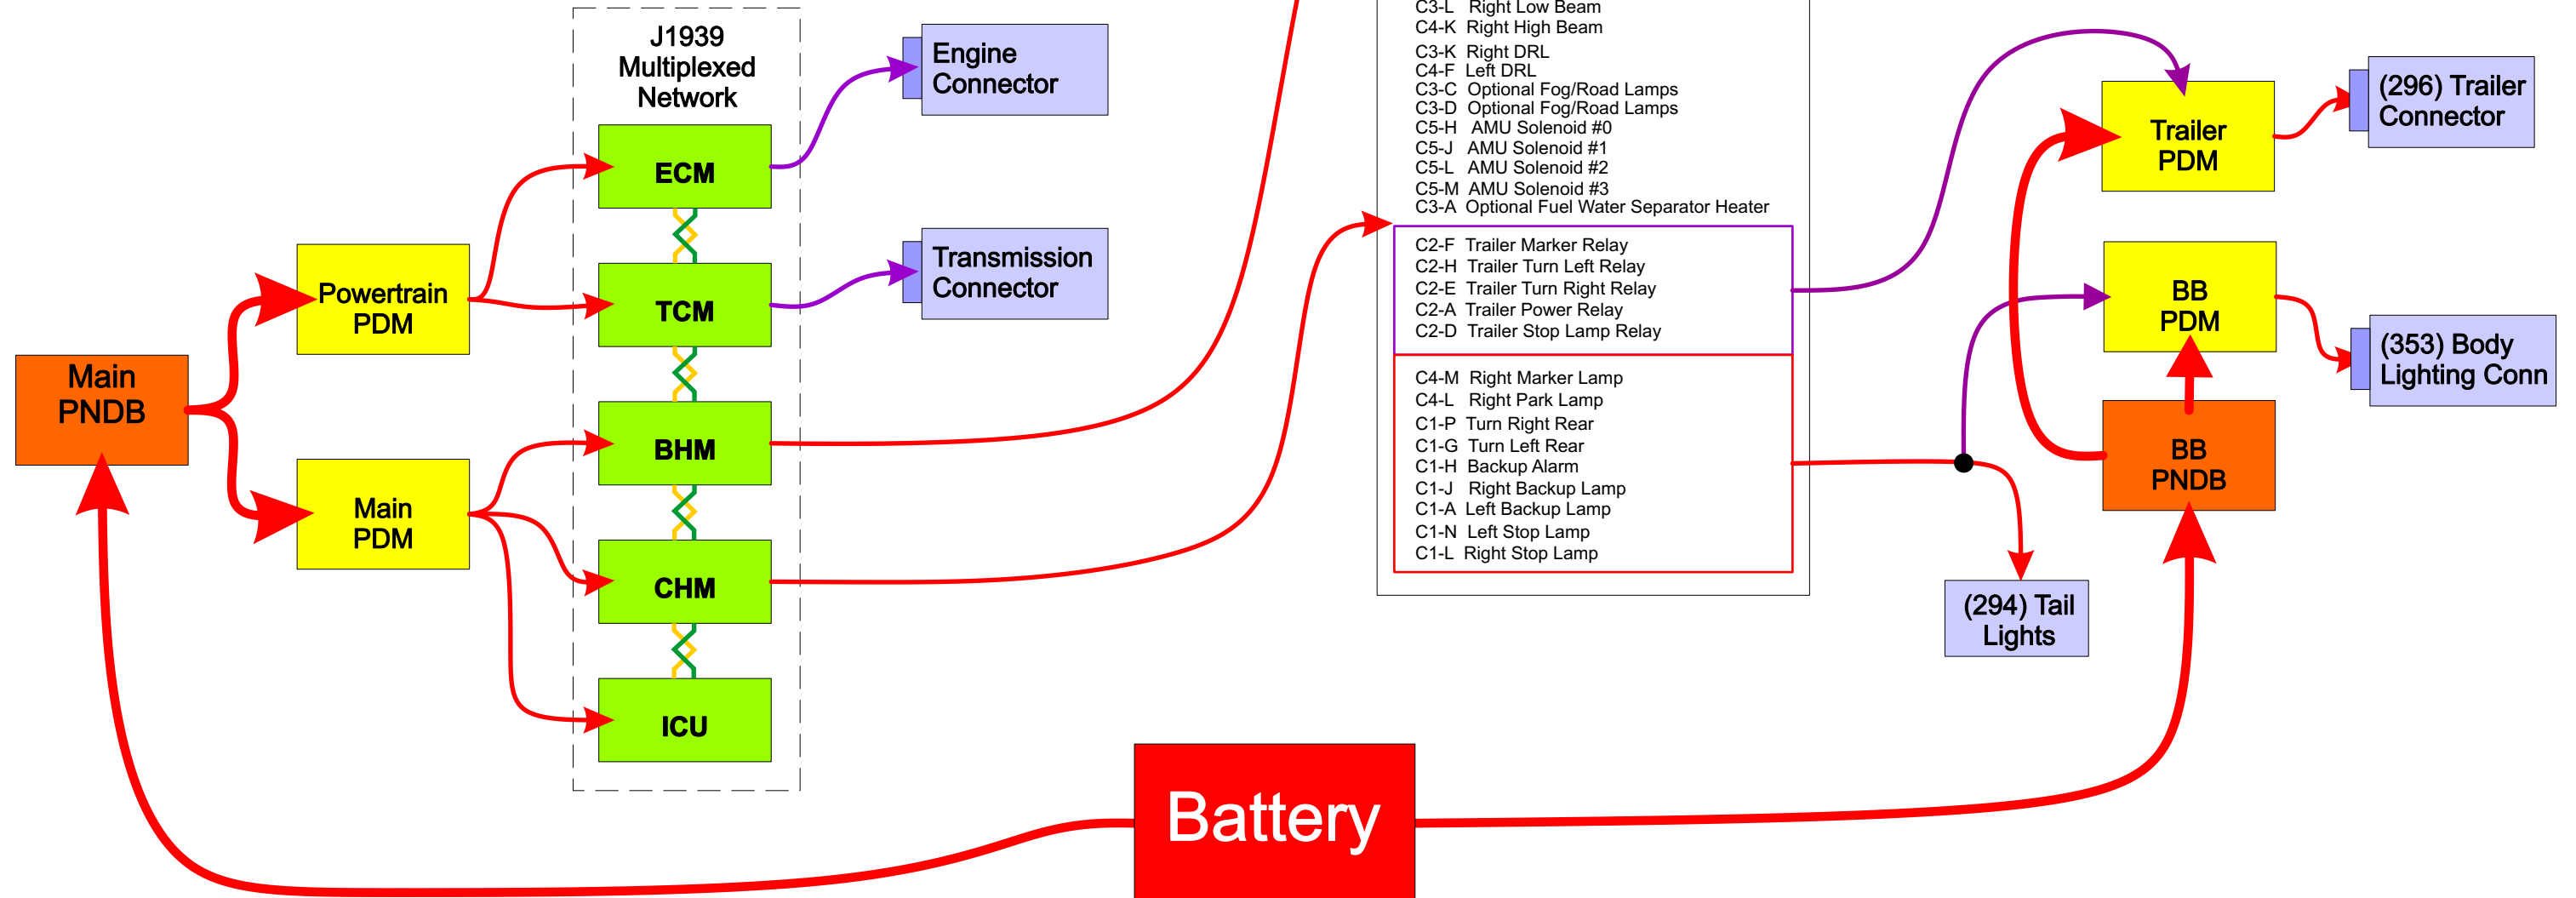 J1939
Multiplexed
Network
ECM
TCM
BHM
CHM
ICU
Main
PNDB
Powertrain
PDM
Main
PDM
Engine
Connector
Transmission
Connector
C3-L Right Low Beam
C4-K Right High Beam
C3-K Right DRL
C4-F Left DRL
C3-C Optional Fog/Road Lamps
C3-D Optional Fog/Road Lamps
C5-H AMU Solenoid #0
C5-J AMU Solenoid #1
C5-L AMU Solenoid #2
C5-M AMU Solenoid #3
C3-A Optional Fuel Water Separator Heater
C2-F Trailer Marker Relay
C2-H Trailer Turn Left Relay
C2-E Trailer Turn Right Relay
C2-A Trailer Power Relay
C2-D Trailer Stop Lamp Relay
C4-M Right Marker Lamp
C4-L Right Park Lamp
C1-P Turn Right Rear
C1-G Turn Left Rear
C1-H Backup Alarm
C1-J Right Backup Lamp
C1-A Left Backup Lamp
C1-N Left Stop Lamp
C1-L Right Stop Lamp
Trailer
PDM
(296) Trailer
Connector
BB
PDM
(353) Body
Lighting Conn
BB
PNDB
(294) Tail
Lights
Battery